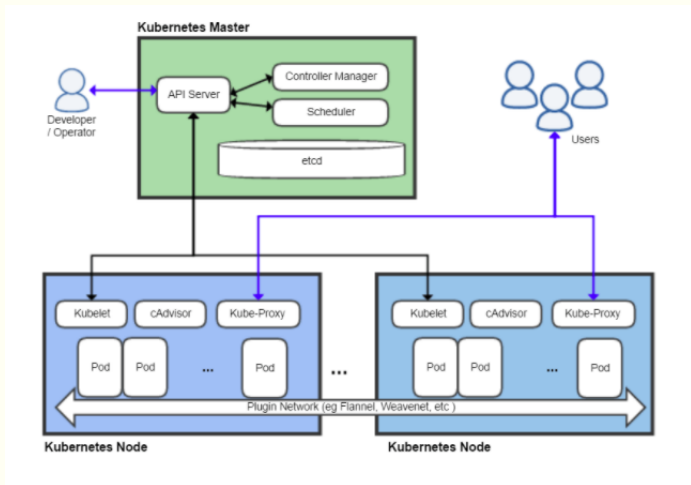 Kubernetes Master
API Server
Controller Manager
Scheduler
etcd
Developer
/ Operator
Users
Kubelet
cAdvisor
Kube-Proxy
Pod
Pod
...
Pod
...
Kubelet
cAdvisor
Kube-Proxy
Pod
Pod
...
Pod
Plugin Network (eg Flannel, Weavenet, etc )
Kubernetes Node
Kubernetes Node